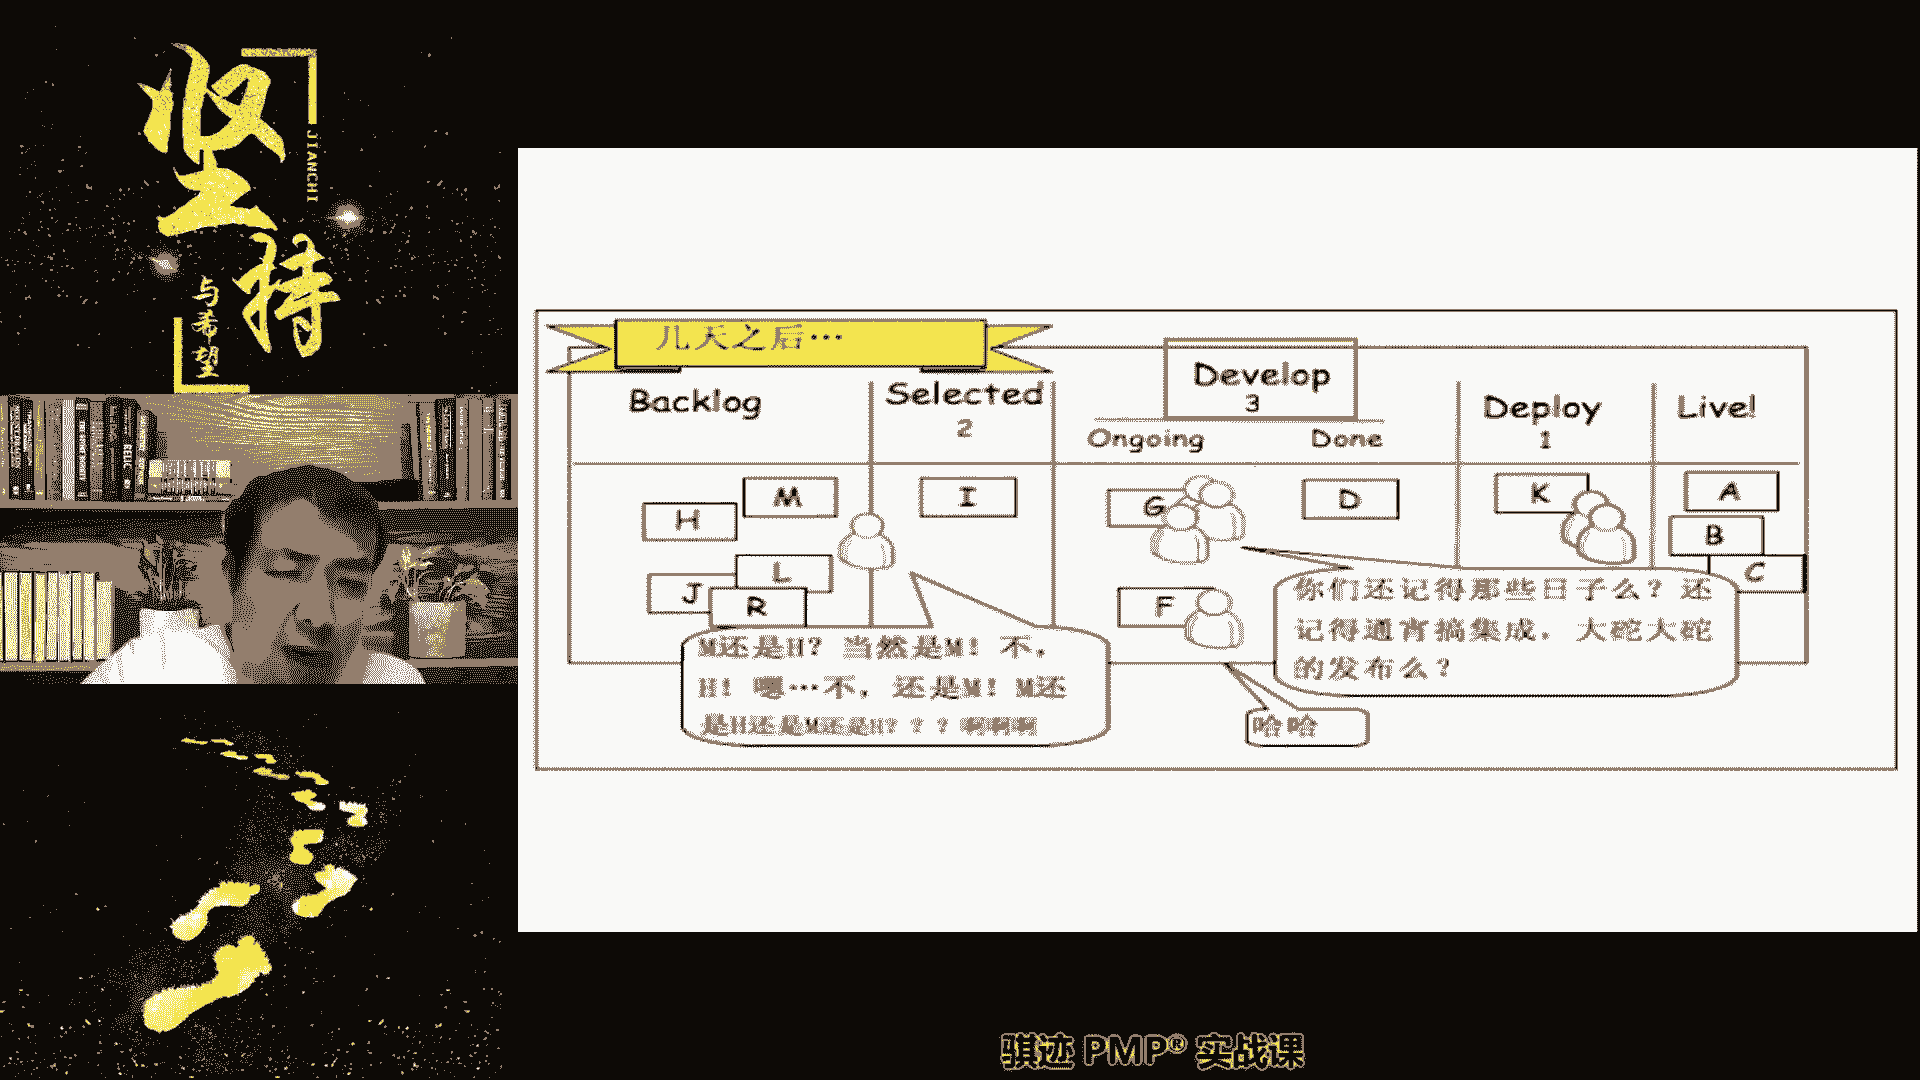 坚持
JIANCHI
与希望
几天之后…
Backlog
Selected
2
Develop
3
Ongoing
Done
Deploy
1
Live!
H
M
J
L
R
I
G
D
F
K
A
B
C
M还是H？当然是M！不，
H！嗯…不，还是M！M还
是H还是M还是H？？？啊啊啊
你们还记得那些日子么？还
记得通宵搞集成，大砣大砣
的发布么？
哈哈
骐迹 PMP® 实战课